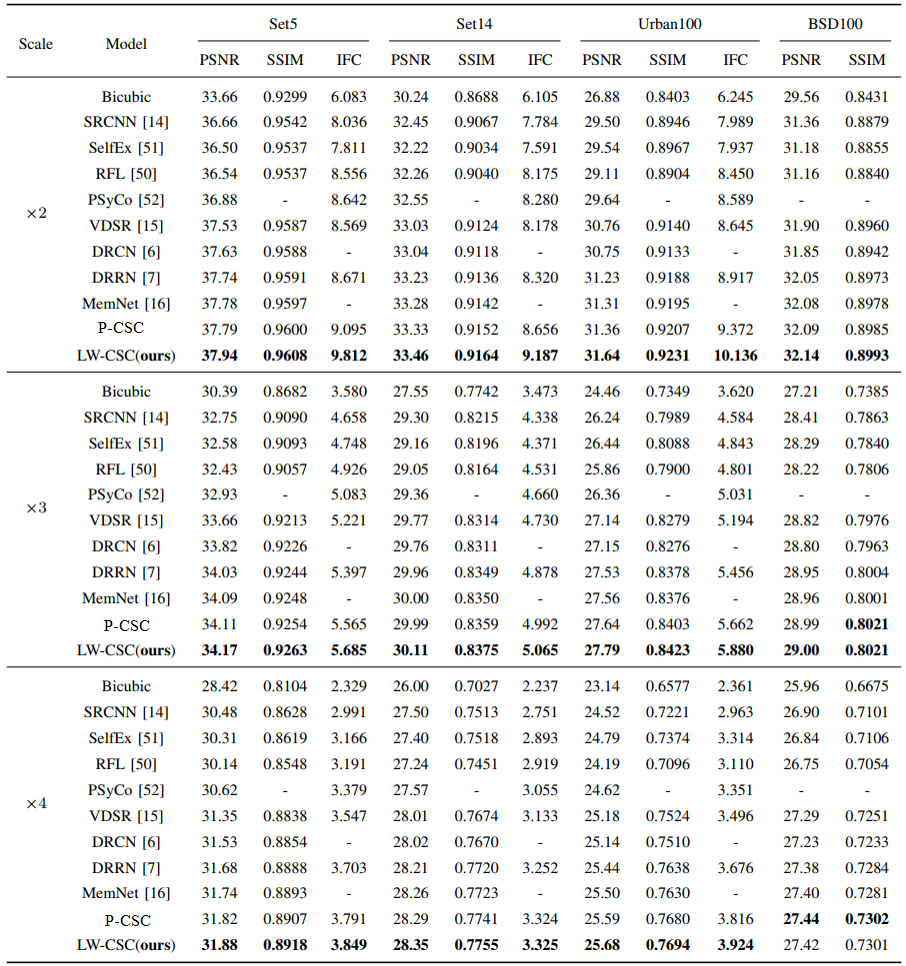 Scale Model Set5 Set14 Urban100 BSD100
PSNR SSIM IFC PSNR SSIM IFC PSNR SSIM IFC PSNR SSIM
×2
Bicubic 33.66 0.9299 6.083 30.24 0.8688 6.105 26.88 0.8403 6.245 29.56 0.8431
SRCNN [14] 36.66 0.9542 8.036 32.45 0.9067 7.784 29.50 0.8946 7.989 31.36 0.8879
SelfEx [51] 36.50 0.9537 7.811 32.22 0.9034 7.591 29.54 0.8967 7.937 31.18 0.8855
RFL [50] 36.54 0.9537 8.556 32.26 0.9040 8.175 29.11 0.8904 8.450 31.16 0.8840
PSyCo [52] 36.88 - 8.642 32.55 - 8.280 29.64 - 8.589 - -
VDSR [15] 37.53 0.9587 8.569 33.03 0.9124 8.178 30.76 0.9140 8.645 31.90 0.8960
DRCN [6] 37.63 0.9588 - 33.04 0.9118 - 30.75 0.9133 - 31.85 0.8942
DRRN [7] 37.74 0.9591 8.671 33.23 0.9136 8.320 31.23 0.9188 8.917 32.05 0.8973
MemNet [16] 37.78 0.9597 - 33.28 0.9142 - 31.31 0.9195 - 32.08 0.8978
P-CSC 37.79 0.9600 9.095 33.33 0.9152 8.656 31.36 0.9207 9.372 32.09 0.8985
LW-CSC(ours) 37.94 0.9608 9.812 33.46 0.9164 9.187 31.64 0.9231 10.136 32.14 0.8993
×3
Bicubic 30.39 0.8682 3.580 27.55 0.7742 3.473 24.46 0.7349 3.620 27.21 0.7385
SRCNN [14] 32.75 0.9090 4.658 29.30 0.8215 4.338 26.24 0.7989 4.584 28.41 0.7863
SelfEx [51] 32.58 0.9093 4.748 29.16 0.8196 4.371 26.44 0.8088 4.843 28.29 0.7840
RFL [50] 32.43 0.9057 4.926 29.05 0.8164 4.531 25.86 0.7900 4.801 28.22 0.7806
PSyCo [52] 32.93 - 5.083 29.36 - 4.660 26.36 - 5.031 - -
VDSR [15] 33.66 0.9213 5.221 29.77 0.8314 4.730 27.14 0.8279 5.194 28.82 0.7976
DRCN [6] 33.82 0.9226 - 29.76 0.8311 - 27.15 0.8276 - 28.80 0.7963
DRRN [7] 34.03 0.9244 5.397 29.96 0.8349 4.878 27.53 0.8378 5.456 28.95 0.8004
MemNet [16] 34.09 0.9248 - 30.00 0.8350 - 27.56 0.8376 - 28.96 0.8001
P-CSC 34.11 0.9254 5.565 29.99 0.8359 4.992 27.64 0.8403 5.662 28.99 0.8021
LW-CSC(ours) 34.17 0.9263 5.685 30.11 0.8375 5.065 27.79 0.8423 5.880 29.00 0.8021
×4
Bicubic 28.42 0.8104 2.329 26.00 0.7027 2.237 23.14 0.6577 2.361 25.96 0.6675
SRCNN [14] 30.48 0.8628 2.991 27.50 0.7513 2.751 24.52 0.7221 2.963 26.90 0.7101
SelfEx [51] 30.31 0.8619 3.166 27.40 0.7518 2.893 24.79 0.7374 3.314 26.84 0.7106
RFL [50] 30.14 0.8548 3.191 27.24 0.7451 2.919 24.19 0.7096 3.110 26.75 0.7054
PSyCo [52] 30.62 - 3.379 27.57 - 3.055 24.62 - 3.351 - -
VDSR [15] 31.35 0.8838 3.547 28.01 0.7674 3.133 25.18 0.7524 3.496 27.29 0.7251
DRCN [6] 31.53 0.8854 - 28.02 0.7670 - 25.14 0.7510 - 27.23 0.7233
DRRN [7] 31.68 0.8888 3.703 28.21 0.7720 3.252 25.44 0.7638 3.676 27.38 0.7284
MemNet [16] 31.74 0.8893 - 28.26 0.7723 - 25.50 0.7630 - 27.40 0.7281
P-CSC 31.82 0.8907 3.791 28.29 0.7741 3.324 25.59 0.7680 3.816 27.44 0.7302
LW-CSC(ours) 31.88 0.8918 3.849 28.35 0.7755 3.325 25.68 0.7694 3.924 27.42 0.7301